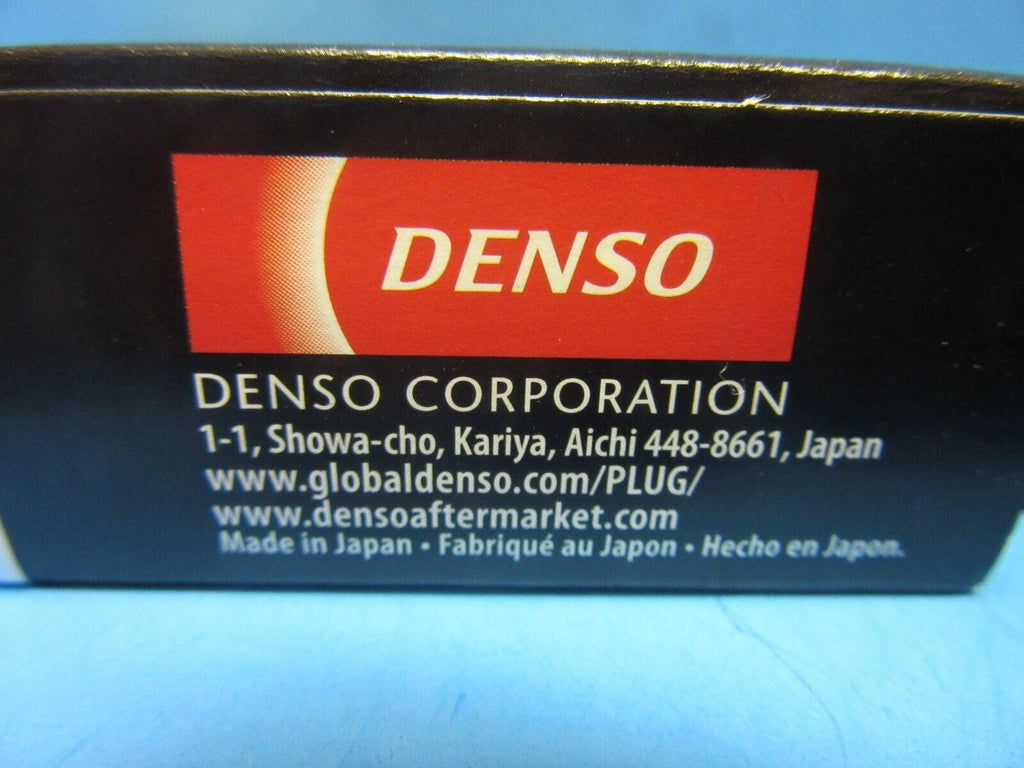 DENSO
DENSO CORPORATION
1-1, Showa-cho, Kariya, Aichi 448-8661, Japan
www.globaldenso.com/PLUG/
www.densoaftermarket.com
Made in Japan • Fabriqué au Japon • Hecho en Japon.